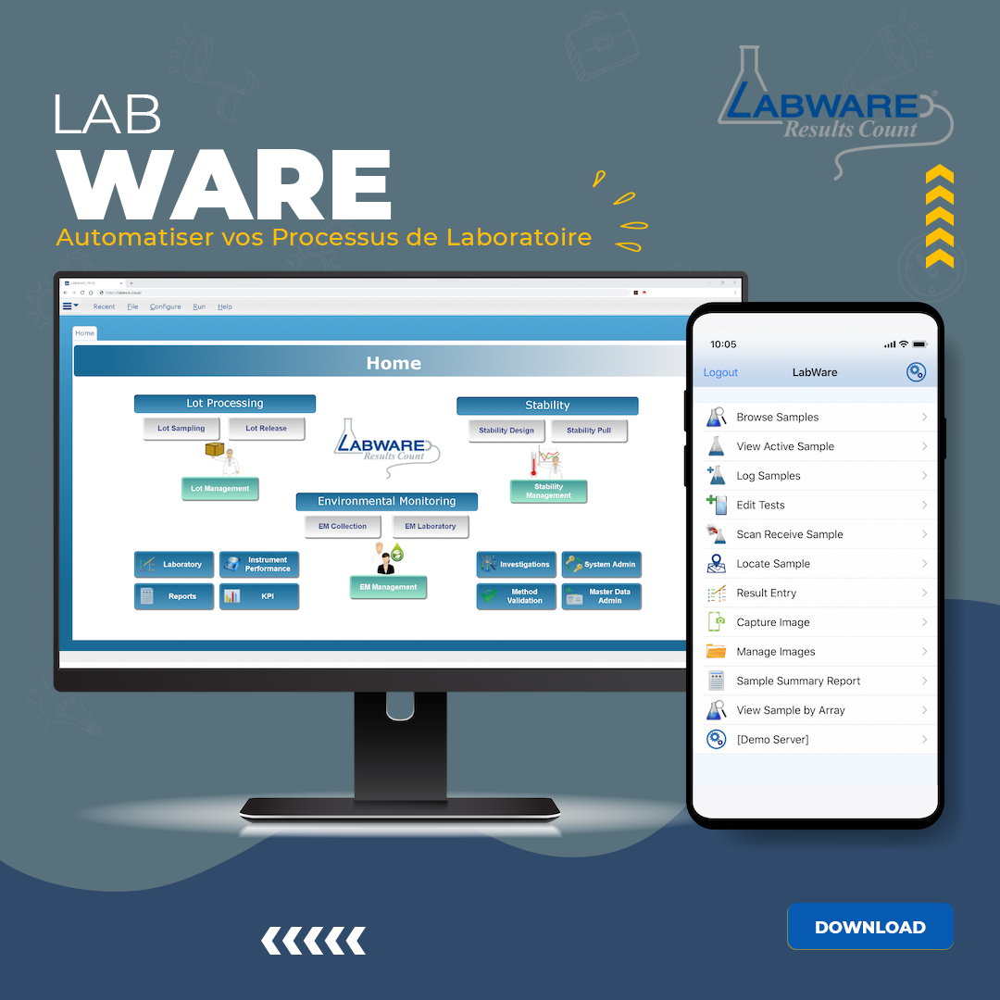 LAB
WARE
Automatiser vos Processus de Laboratoire
LABWARE®
Results Count
LABWARE_PROD
https://labware.cloud/
Recent File Configure Run Help
Home
Home
Lot Processing
Lot Sampling Lot Release
Lot Management
LABWARE
Results Count
Stability
Stability Design Stability Pull
Stability
Management
Environmental Monitoring
EM Collection EM Laboratory
EM Management
Laboratory
Instrument
Performance
Reports
KPI
Investigations
System Admin
Method
Validation
Master Data
Admin
10:05
Logout LabWare
Browse Samples
View Active Sample
Log Samples
Edit Tests
Scan Receive Sample
Locate Sample
Result Entry
Capture Image
Manage Images
Sample Summary Report
View Sample by Array
[Demo Server]
DOWNLOAD